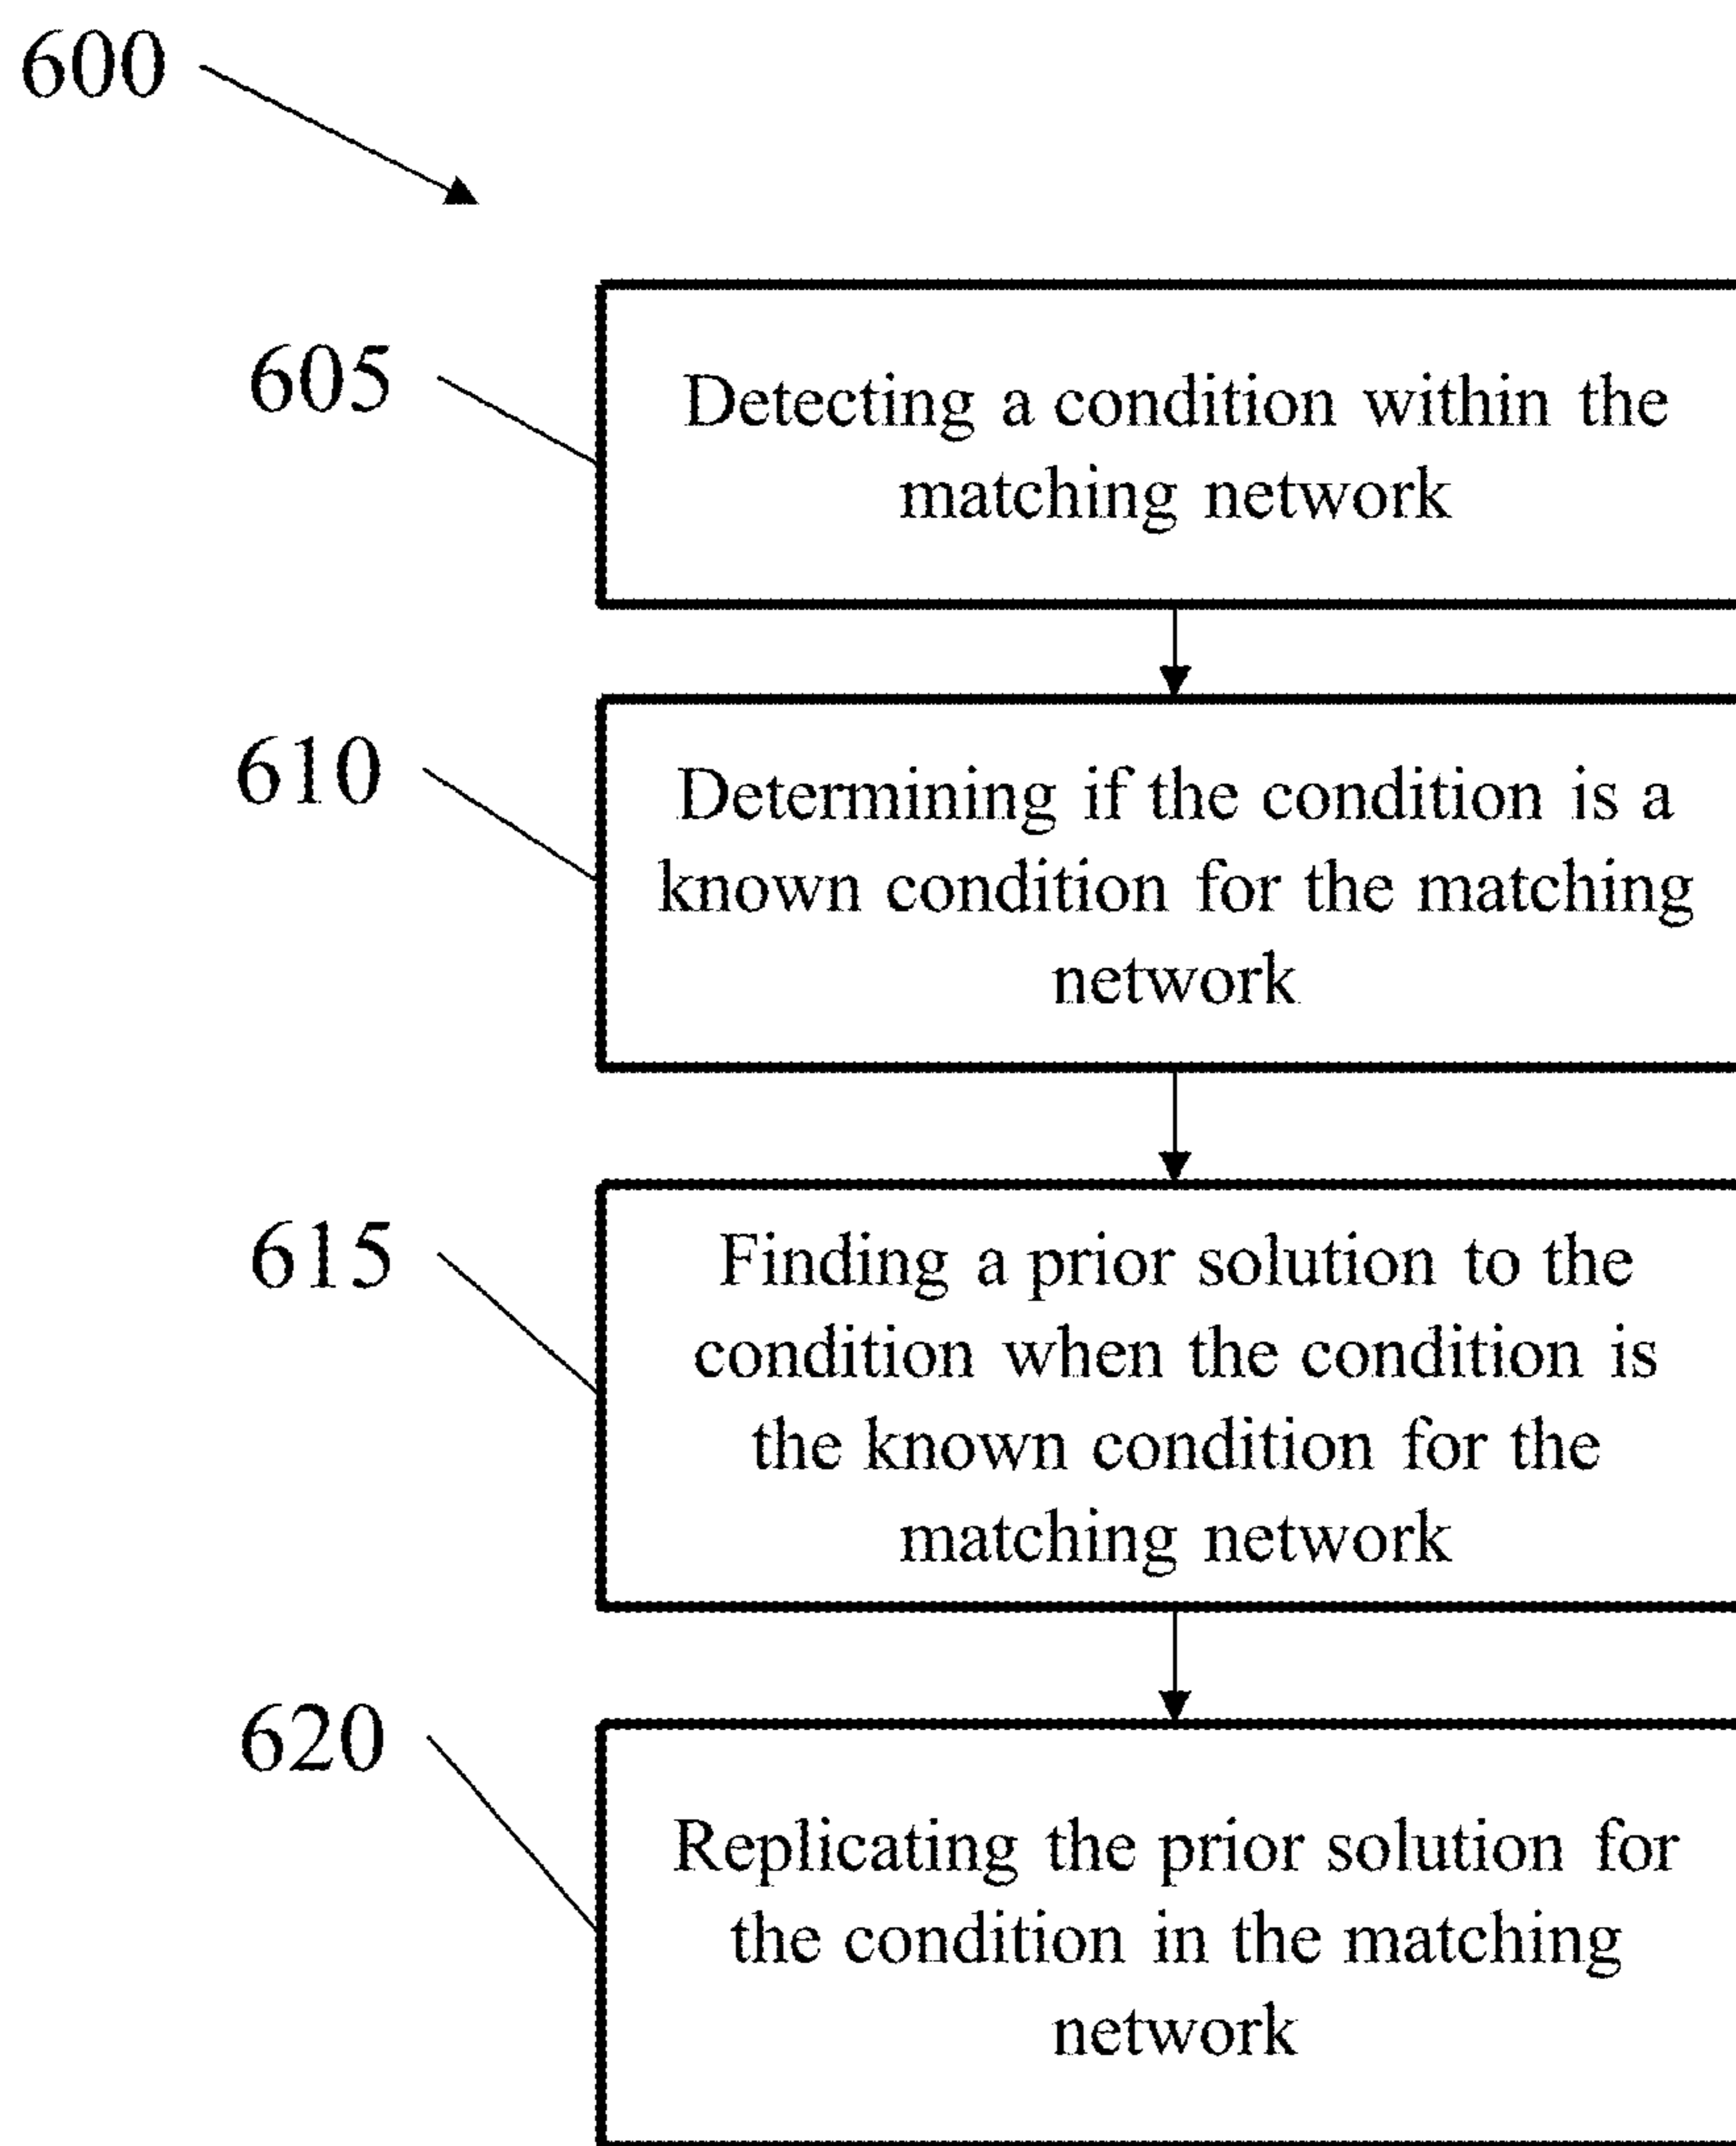 600
605
Detecting a condition within the
matching network
610
Determining if the condition is a
known condition for the matching
network
615
Finding a prior solution to the
condition when the condition is
the known condition for the
matching network
620
Replicating the prior solution for
the condition in the matching
network